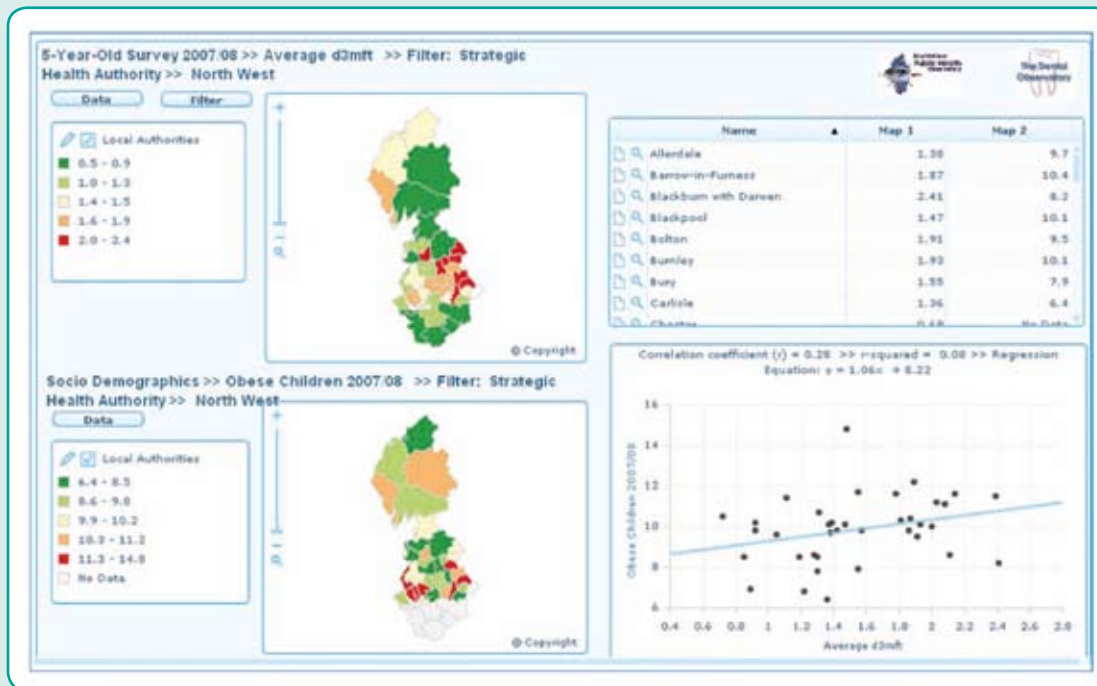 5-Year-Old Survey 2007/08 >> Average d3mft >> Filter: Strategic
Health Authority >> North West
Data Filter
Local Authorities
0.5 - 0.9
1.0 - 1.3
1.4 - 1.5
1.6 - 1.9
2.0 - 2.4
© Copyright
The Dental
Observatory
Name Map 1 Map 2
Allerdale 1.38 9.7
Barrow-in-Furness 1.87 10.4
Blackburn with Darwen 2.41 8.2
Blackpool 1.47 10.1
Bolton 1.91 9.5
Burnley 1.93 10.1
Bury 1.55 7.9
Carlisle 1.36 6.4
Chester 0.68 No Data
Socio Demographics >> Obese Children 2007/08 >> Filter: Strategic
Health Authority >> North West
Data
Local Authorities
6.4 - 8.5
8.6 - 9.8
9.9 - 10.2
10.3 - 11.2
11.3 - 14.8
No Data
© Copyright
Correlation coefficient (r) = 0.28 >> r-squared = 0.08 >> Regression
Equation: y = 1.06x + 8.22
Obese Children 2007/08
16
14
12
10
8
6
0.4 0.6 0.8 1 1.2 1.4 1.6 1.8 2 2.2 2.4 2.6 2.8
Average d3mft